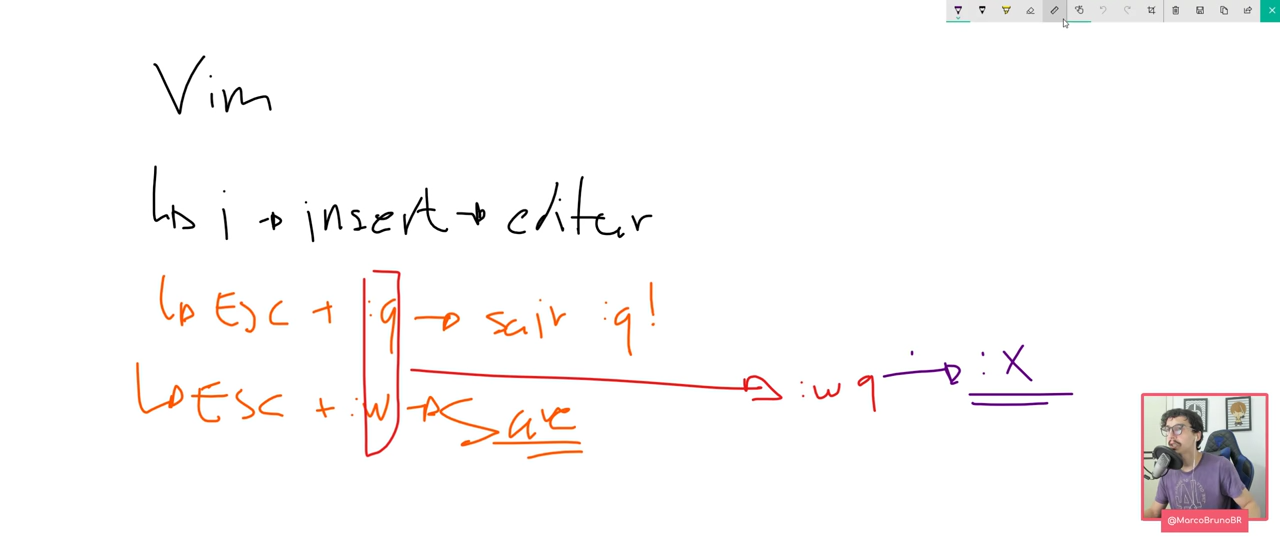 Vim
↳ i → insert → editar
↳ ESC + :q → sair :q!
↳ ESC + :w → Save → :wq → :X
@MarcoBrunoBR